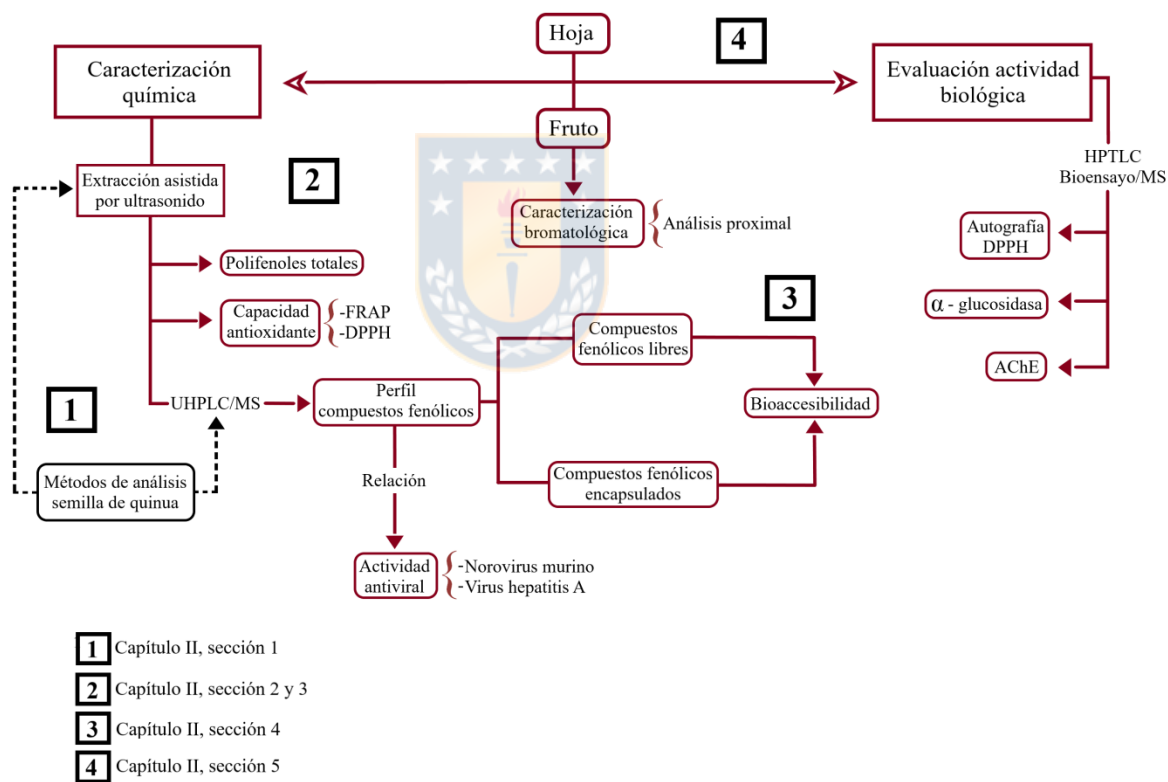 Hoja
4
Caracterización
química
Evaluación actividad
biológica
Fruto
HPTLC
Bioensayo/MS
Extracción asistida
por ultrasonido
2
Caracterización
bromatológica
Análisis proximal
Autografía
DPPH
Polifenoles totales
3
α - glucosidasa
Capacidad
antioxidante
-FRAP
-DPPH
Compuestos
fenólicos libres
AChE
1
UHPLC/MS
Perfil
compuestos fenólicos
Bioaccesibilidad
Métodos de análisis
semilla de quinua
Relación
Compuestos fenólicos
encapsulados
Actividad
antiviral
-Norovirus murino
-Virus hepatitis A
1 Capítulo II, sección 1
2 Capítulo II, sección 2 y 3
3 Capítulo II, sección 4
4 Capítulo II, sección 5